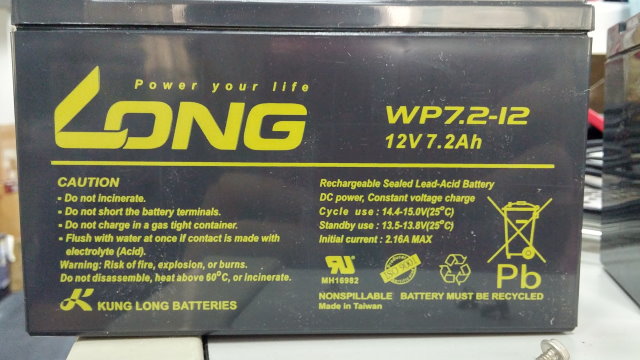 Power your life
LONG
WP7.2-12
12V 7.2Ah
CAUTION
- Do not incinerate.
- Do not short the battery terminals.
- Do not charge in a gas tight container.
- Flush with water at once if contact is made with
electrolyte (Acid).
Warning: Risk of fire, explosion, or burns.
Do not disassemble, heat above 60°C, or incinerate.
KUNG LONG BATTERIES
Rechargeable Sealed Lead-Acid Battery
DC power, Constant voltage charge
Cycle use : 14.4-15.0V(25°C)
Standby use : 13.5-13.8V(25°C)
Initial current : 2.16A MAX
MH16982
ISO 9001
Pb
NONSPILLABLE BATTERY MUST BE RECYCLED
Made in Taiwan